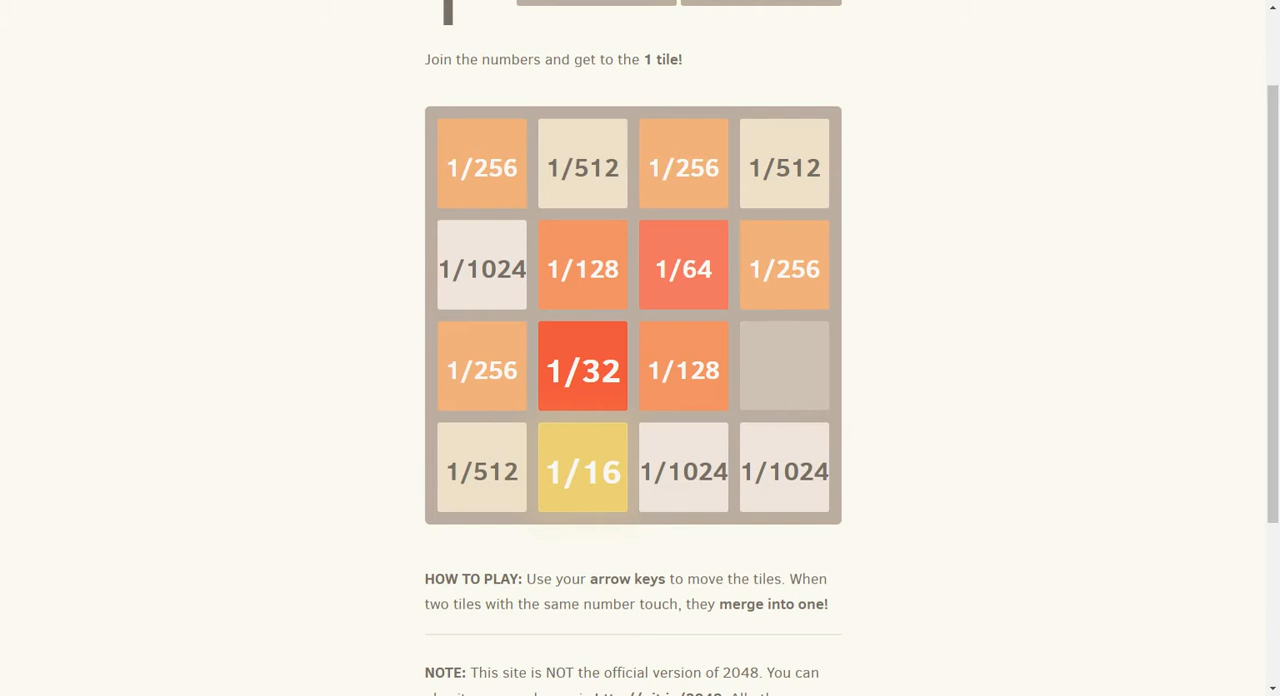 Join the numbers and get to the 1 tile!
1/256 1/512 1/256 1/512
1/1024 1/128 1/64 1/256
1/256 1/32 1/128
1/512 1/16 1/1024 1/1024
HOW TO PLAY: Use your arrow keys to move the tiles. When
two tiles with the same number touch, they merge into one!
NOTE: This site is NOT the official version of 2048. You can